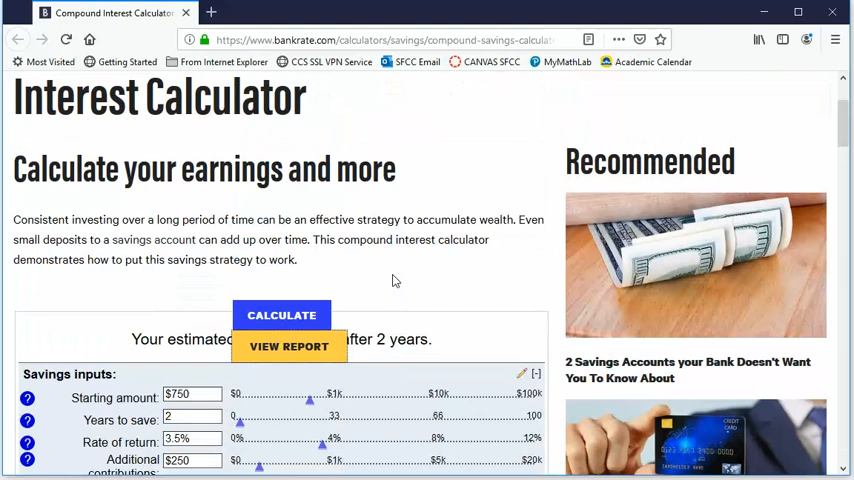 Compound Interest Calculator
https://www.bankrate.com/calculators/savings/compound-savings-calculat
Most Visited Getting Started From Internet Explorer CCS SSL VPN Service SFCC Email CANVAS SFCC MyMathLab Academic Calendar
Interest Calculator
Calculate your earnings and more
Consistent investing over a long period of time can be an effective strategy to accumulate wealth. Even
small deposits to a savings account can add up over time. This compound interest calculator
demonstrates how to put this savings strategy to work.
CALCULATE
Your estimated after 2 years.
VIEW REPORT
Savings inputs: [-]
Starting amount: $750 $0 $1k $10k $100k
Years to save: 2 0 33 66 100
Rate of return: 3.5% 0% 4% 8% 12%
Additional $250 $0 $1k $5k $20k
contributions:
Recommended
2 Savings Accounts your Bank Doesn't Want
You To Know About
CREDIT
CARD